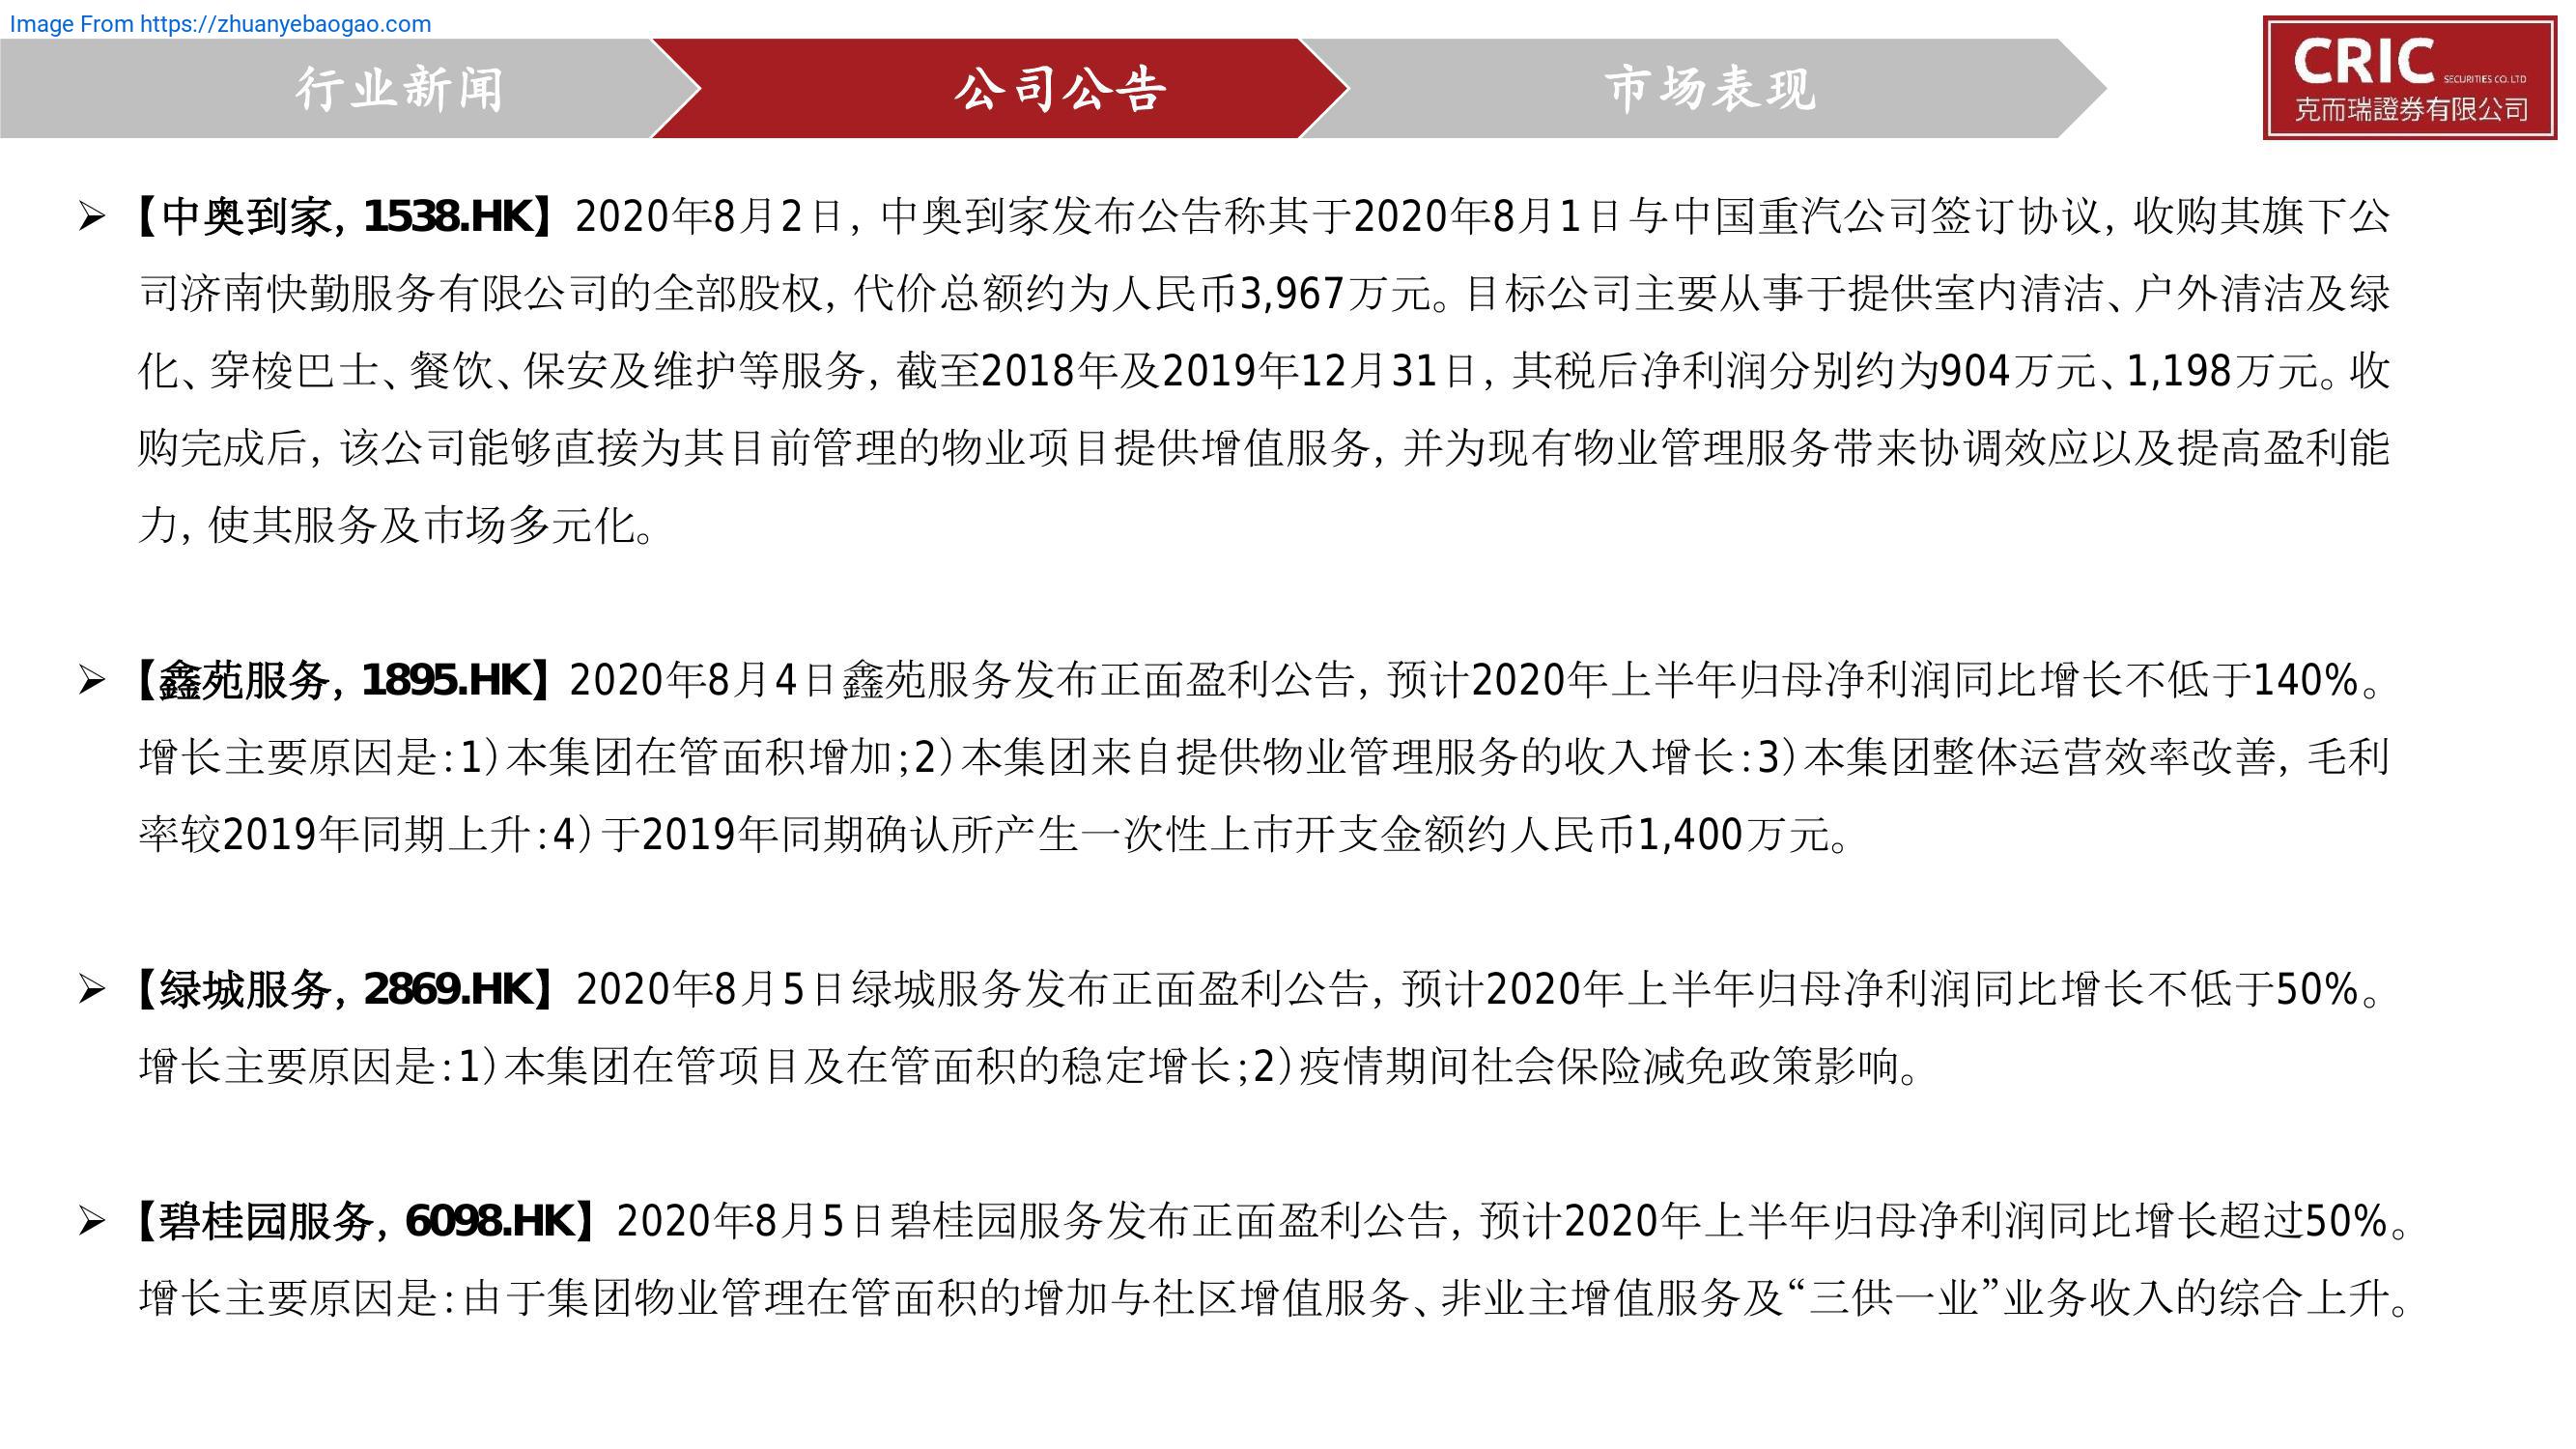 Image From https://zhuanyebaogao.com
行业新闻
公司公告
市场表现
CRIC SECURITIES CO. LTD
克而瑞證券有限公司
➢ 【中奥到家, 1538.HK】2020年8月2日, 中奥到家发布公告称其于2020年8月1日与中国重汽公司签订协议, 收购其旗下公
司济南快勤服务有限公司的全部股权, 代价总额约为人民币3,967万元。目标公司主要从事于提供室内清洁、户外清洁及绿
化、穿梭巴士、餐饮、保安及维护等服务, 截至2018年及2019年12月31日, 其税后净利润分别约为904万元、1,198万元。收
购完成后, 该公司能够直接为其目前管理的物业项目提供增值服务, 并为现有物业管理服务带来协调效应以及提高盈利能
力, 使其服务及市场多元化。
➢ 【鑫苑服务, 1895.HK】2020年8月4日鑫苑服务发布正面盈利公告, 预计2020年上半年归母净利润同比增长不低于140%。
增长主要原因是:1)本集团在管面积增加;2)本集团来自提供物业管理服务的收入增长:3)本集团整体运营效率改善, 毛利
率较2019年同期上升:4)于2019年同期确认所产生一次性上市开支金额约人民币1,400万元。
➢ 【绿城服务, 2869.HK】2020年8月5日绿城服务发布正面盈利公告, 预计2020年上半年归母净利润同比增长不低于50%。
增长主要原因是:1)本集团在管项目及在管面积的稳定增长;2)疫情期间社会保险减免政策影响。
➢ 【碧桂园服务, 6098.HK】2020年8月5日碧桂园服务发布正面盈利公告, 预计2020年上半年归母净利润同比增长超过50%。
增长主要原因是:由于集团物业管理在管面积的增加与社区增值服务、非业主增值服务及“三供一业”业务收入的综合上升。